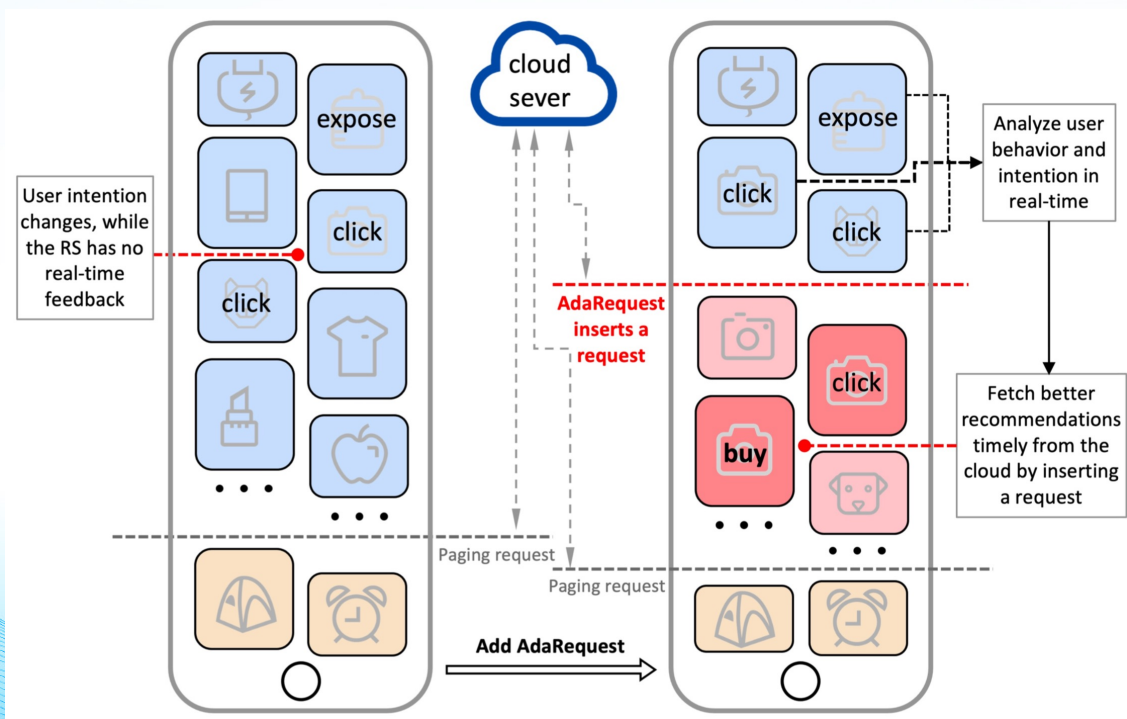 cloud
sever
expose
click
click
User intention
changes, while
the RS has no
real-time
feedback
expose
click
click
Analyze user
behavior and
intention in
real-time
AdaRequest
inserts a
request
click
buy
Fetch better
recommendations
timely from the
cloud by inserting
a request
Paging request
Paging request
Add AdaRequest